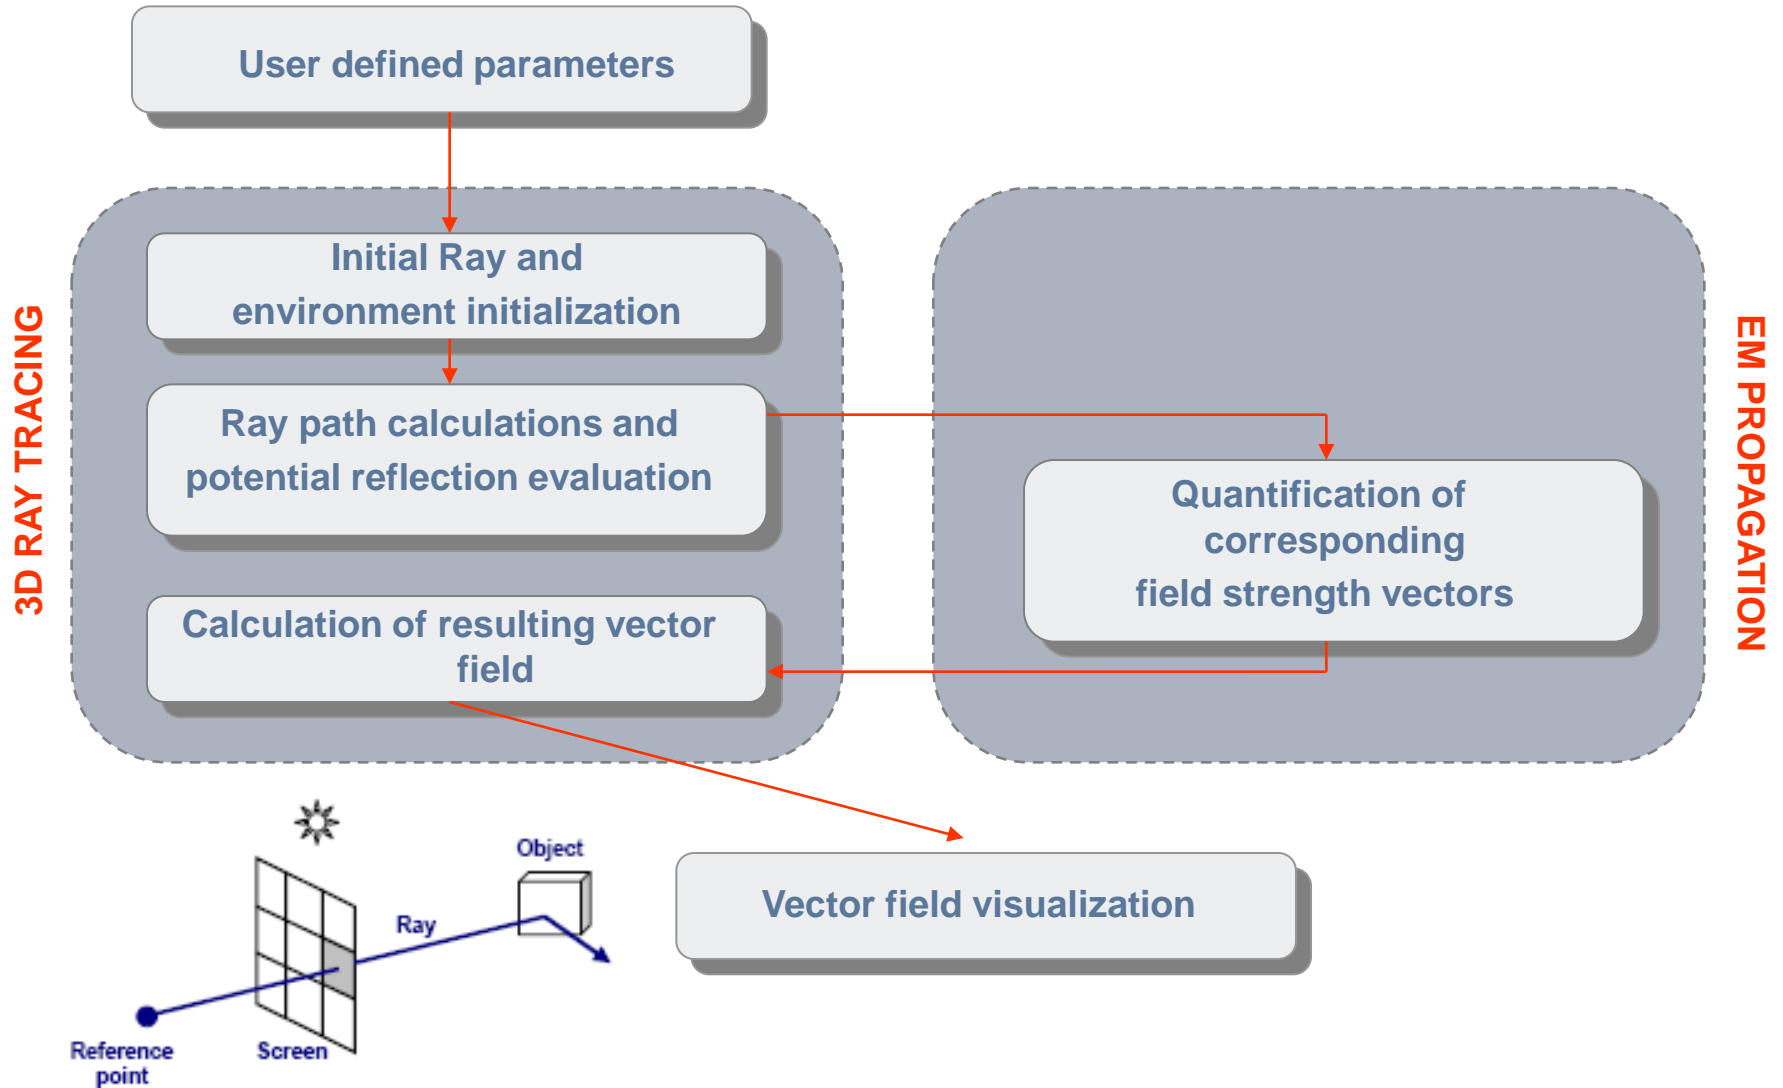 User defined parameters
3D RAY TRACING
Initial Ray and
environment initialization
Ray path calculations and
potential reflection evaluation
Calculation of resulting vector
field
EM PROPAGATION
Quantification of
corresponding
field strength vectors
Vector field visualization
Object
Ray
Reference
point
Screen